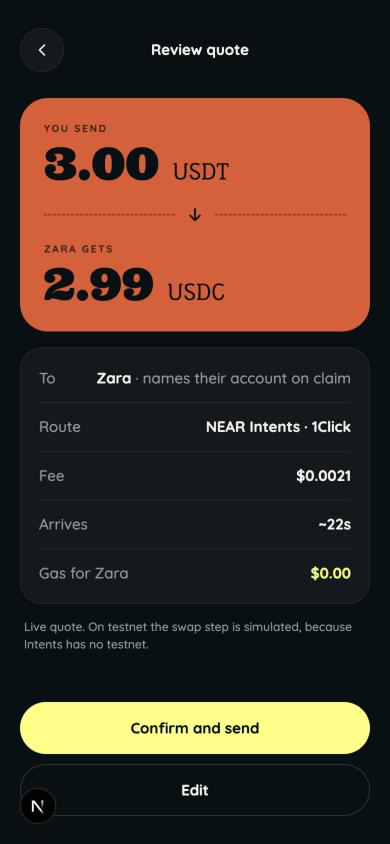 Review quote
YOU SEND
3.00 USDT
ZARA GETS
2.99 USDC
To Zara · names their account on claim
Route NEAR Intents · 1Click
Fee $0.0021
Arrives ~22s
Gas for Zara $0.00
Live quote. On testnet the swap step is simulated, because
Intents has no testnet.
Confirm and send
Edit
N